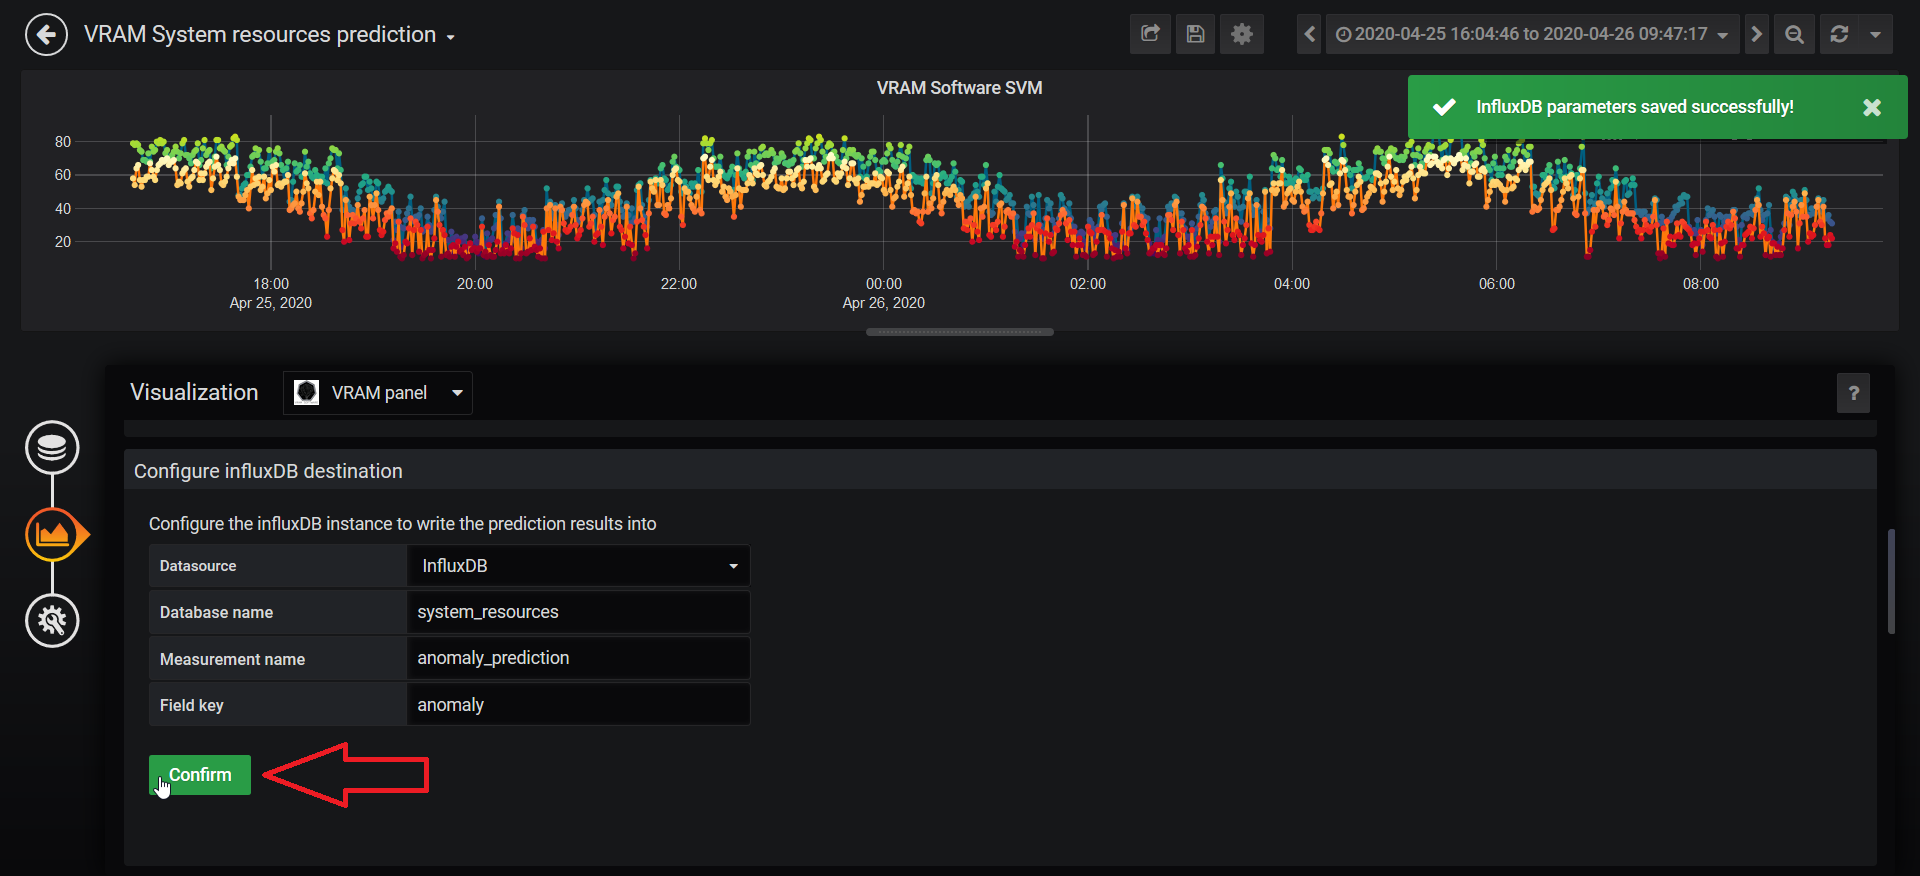 VRAM System resources prediction
2020-04-25 16:04:46 to 2020-04-26 09:47:17
VRAM Software SVM
InfluxDB parameters saved successfully!
80
60
40
20
18:00
20:00
22:00
00:00
02:00
04:00
06:00
08:00
Apr 25, 2020
Apr 26, 2020
Visualization
VRAM panel
?
Configure influxDB destination
Configure the influxDB instance to write the prediction results into
Datasource
InfluxDB
Database name
system_resources
Measurement name
anomaly_prediction
Field key
anomaly
Confirm